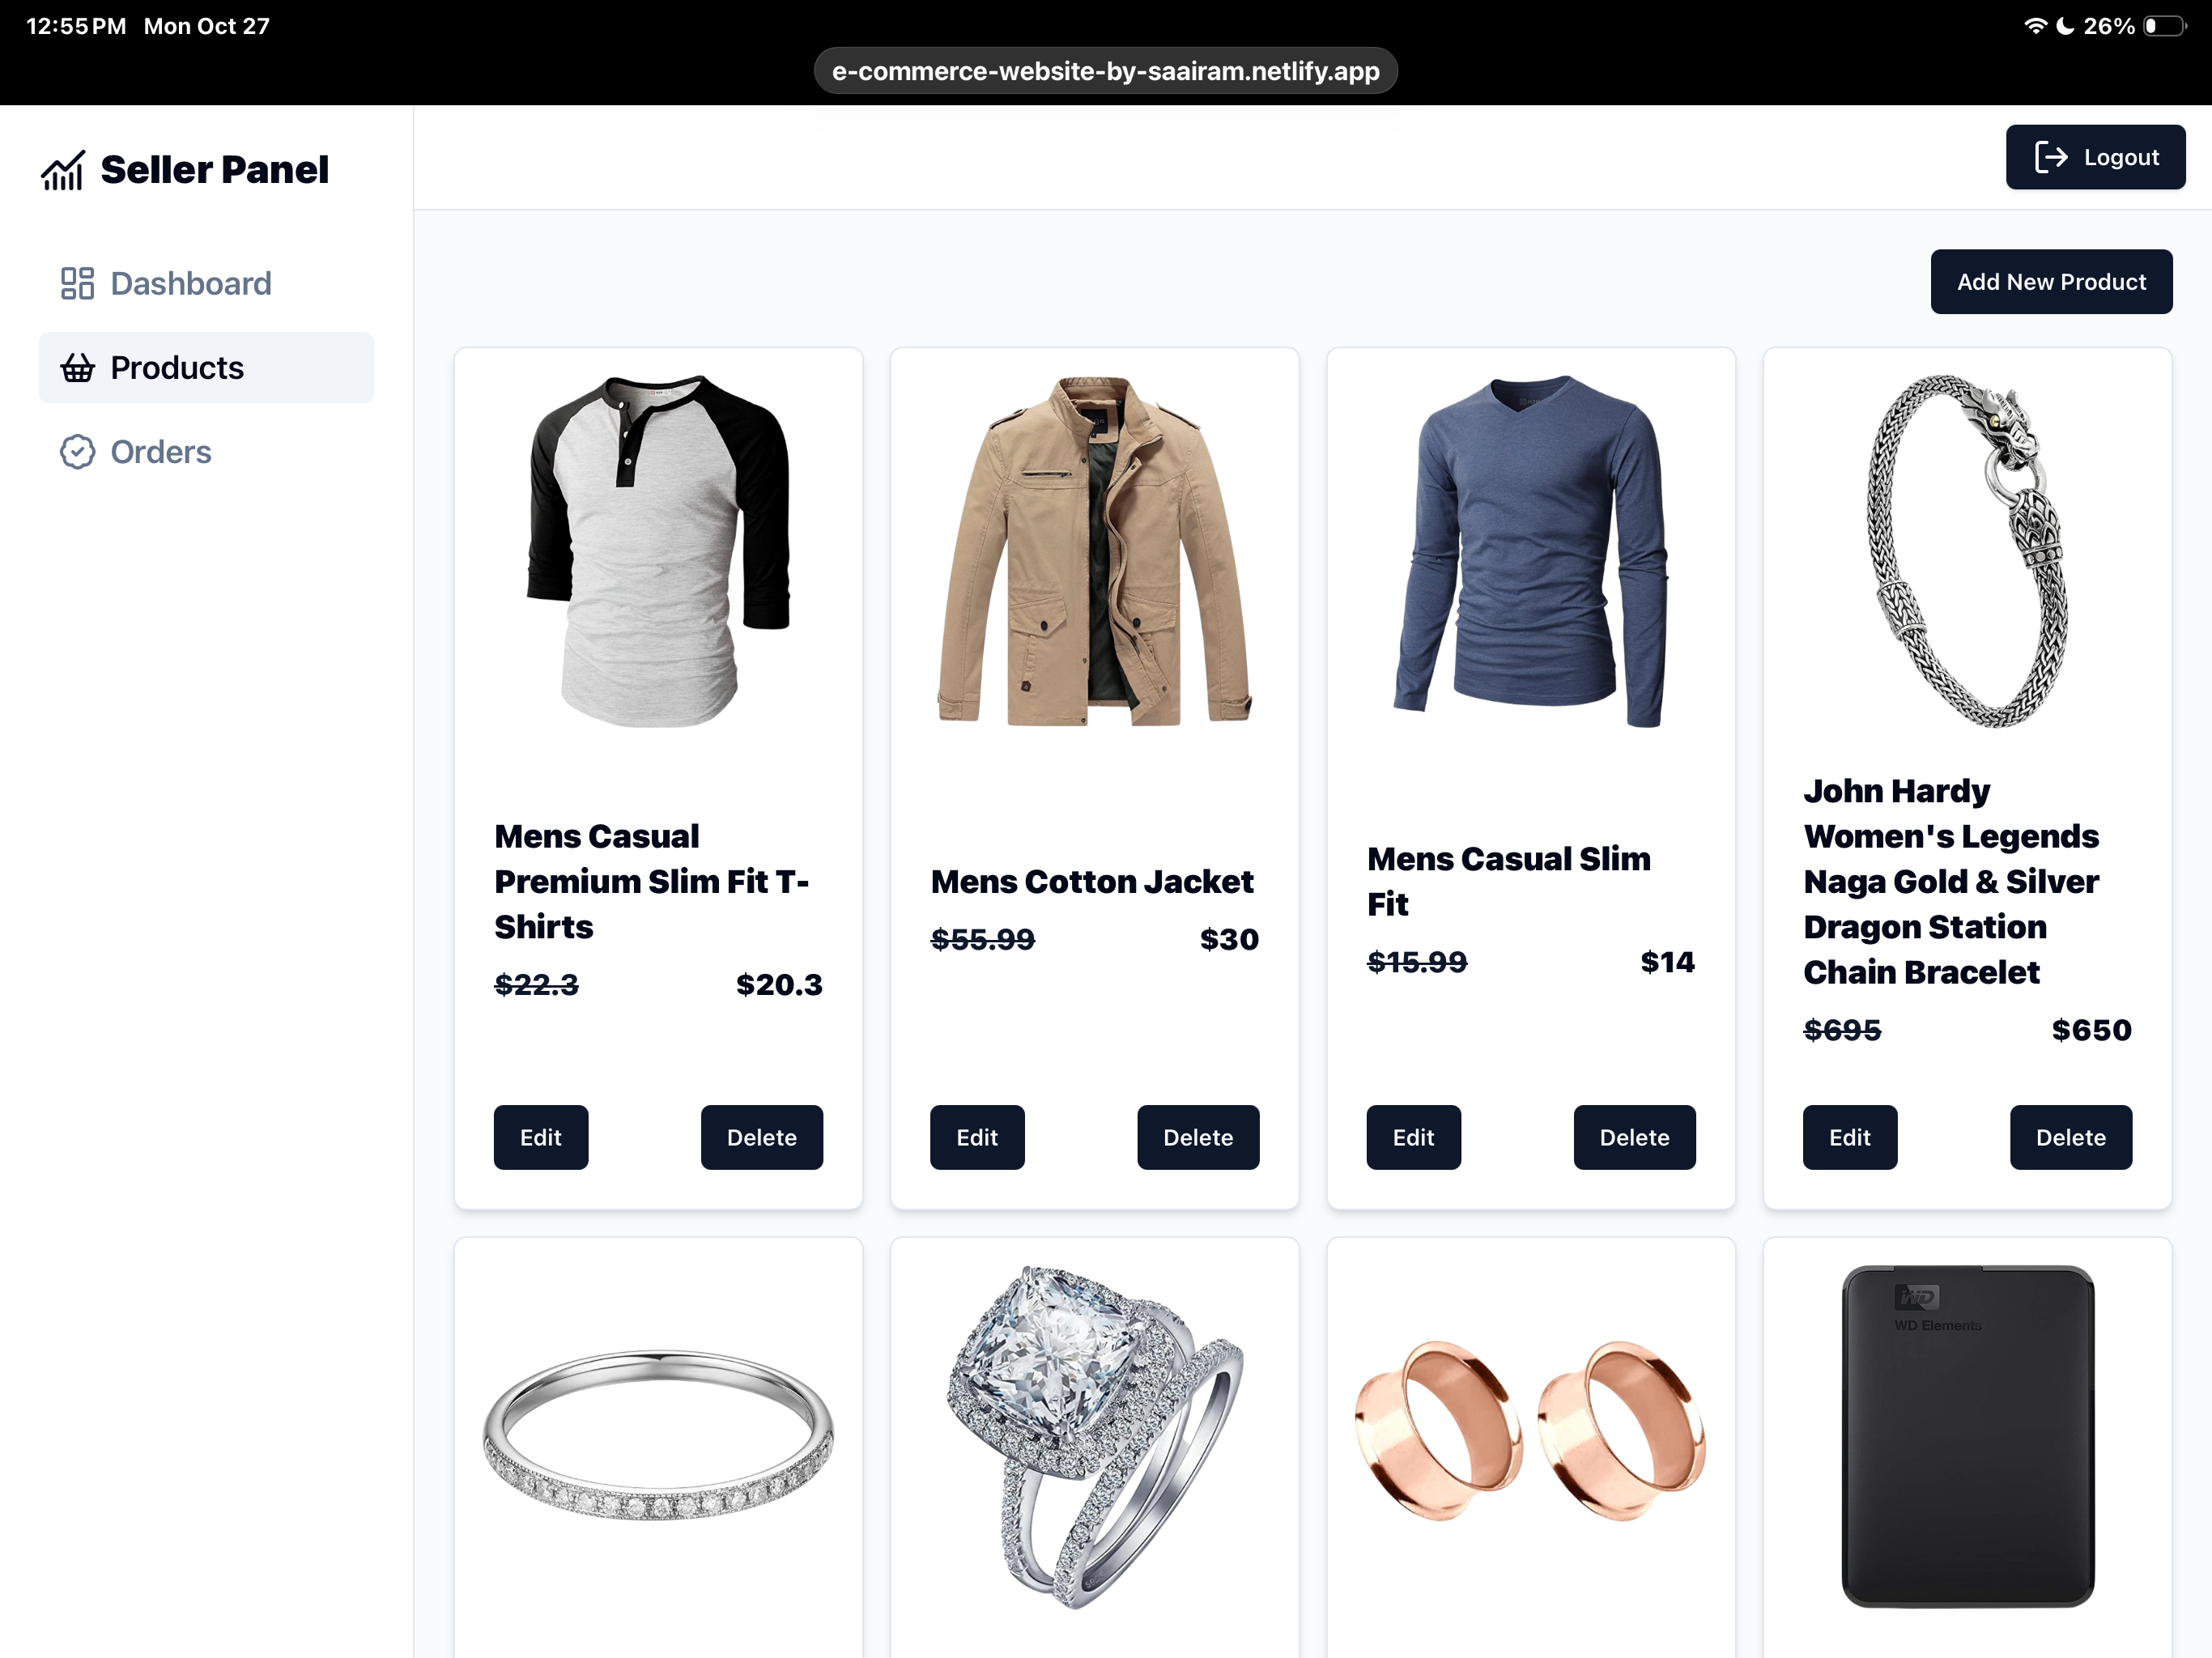 12:55 PM Mon Oct 27
26%
e-commerce-website-by-saairam.netlify.app
Seller Panel
Logout
Dashboard
Products
Orders
Add New Product
Mens Casual
Premium Slim Fit T-
Shirts
$22.3 $20.3
Edit Delete
Mens Cotton Jacket
$55.99 $30
Edit Delete
Mens Casual Slim
Fit
$15.99 $14
Edit Delete
John Hardy
Women's Legends
Naga Gold & Silver
Dragon Station
Chain Bracelet
$695 $650
Edit Delete
WD
WD Elements